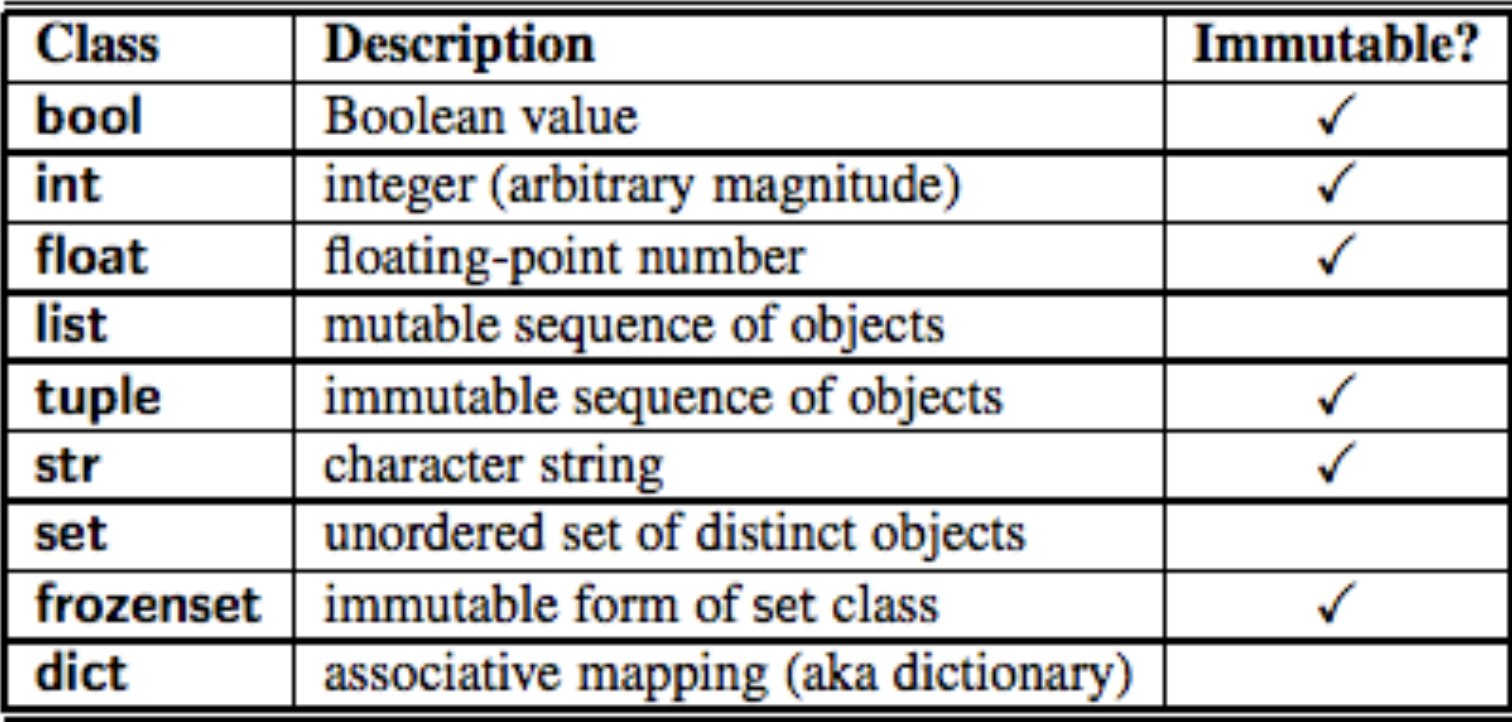 Class Description Immutable?
bool Boolean value ✓
int integer (arbitrary magnitude) ✓
float floating-point number ✓
list mutable sequence of objects
tuple immutable sequence of objects ✓
str character string ✓
set unordered set of distinct objects
frozenset immutable form of set class ✓
dict associative mapping (aka dictionary)